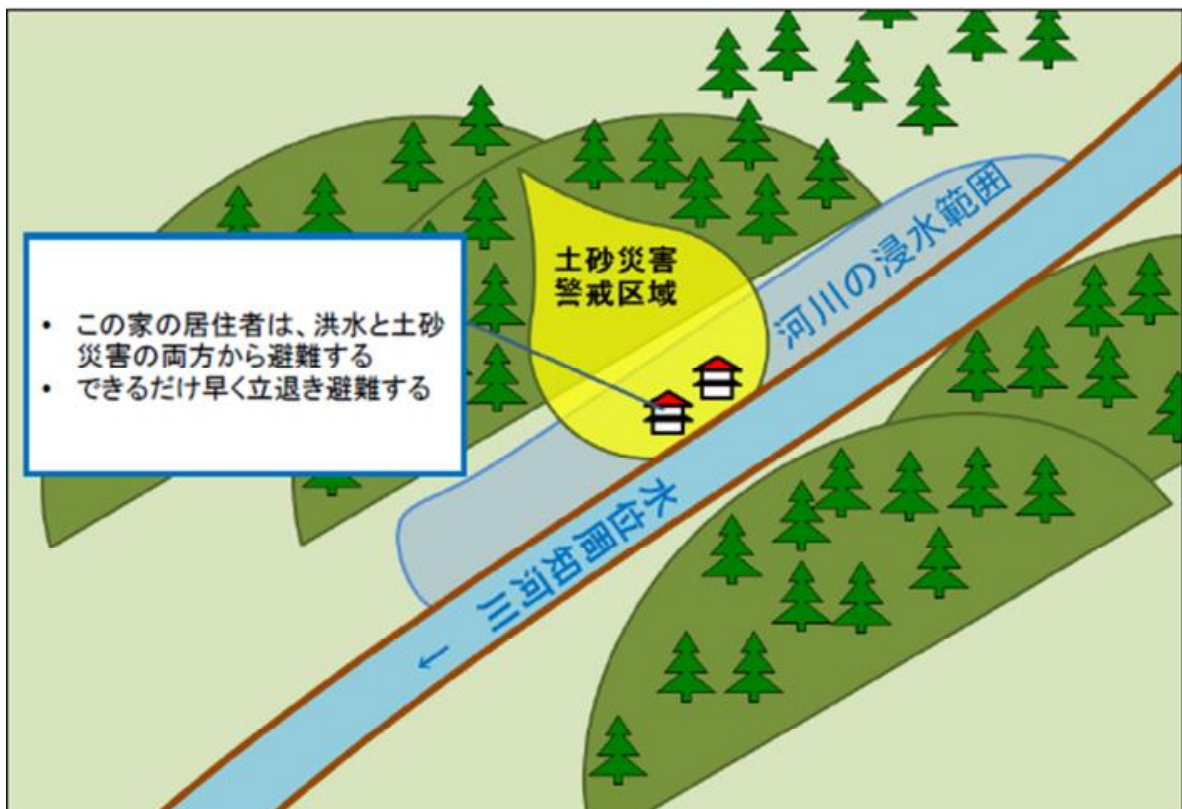 • この家の居住者は、洪水と土砂
災害の両方から避難する
• できるだけ早く立退き避難する
土砂災害
警戒区域
河川の浸水範囲
水位周知河川
←